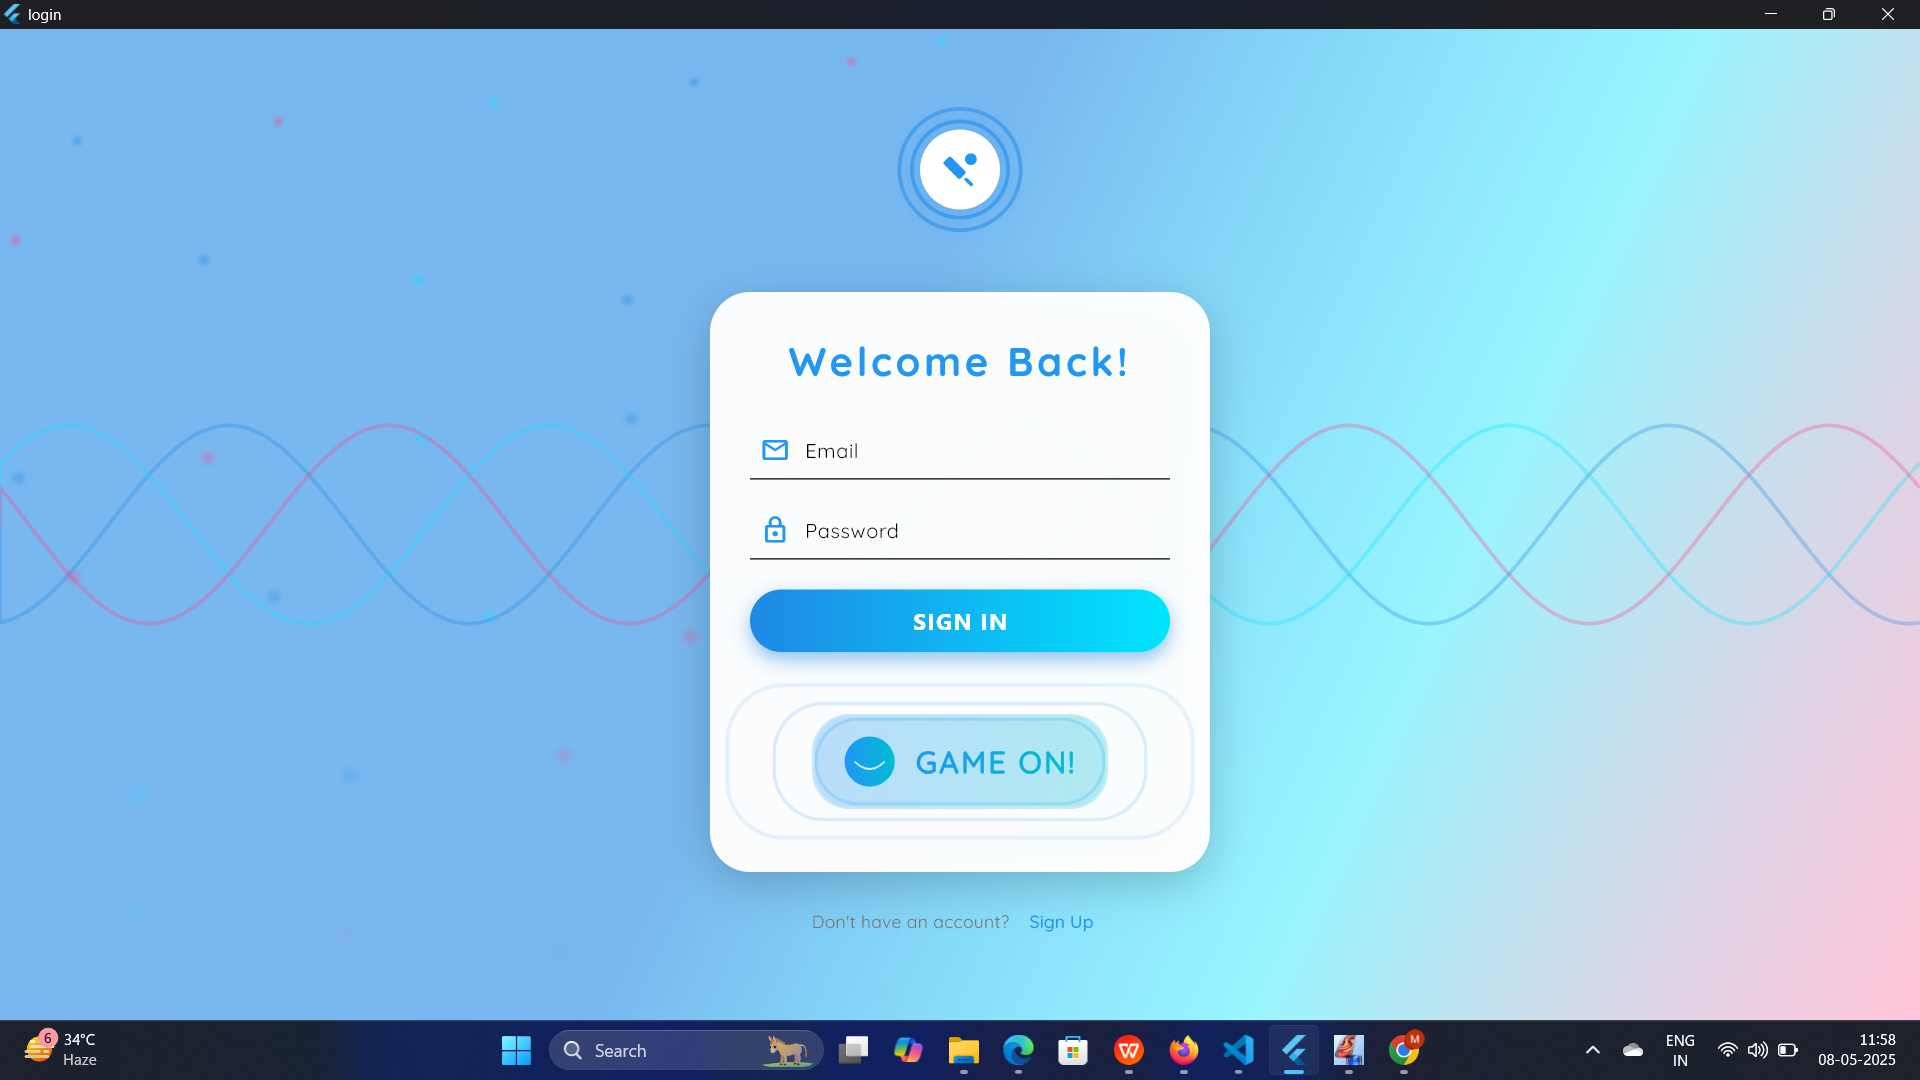 login
Welcome Back!
Email
Password
SIGN IN
GAME ON!
Don't have an account? Sign Up
6
34°C
Haze
Search
M
ENG
IN
11:58
08-05-2025